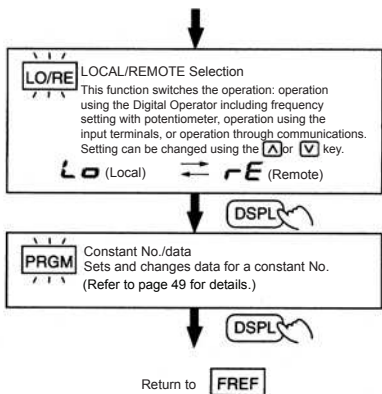 LO/RE
LOCAL/REMOTE Selection
This function switches the operation: operation
using the Digital Operator including frequency
setting with potentiometer, operation using the
input terminals, or operation through communications.
Setting can be changed using the or key.
Lo (Local) rE (Remote)
DSPL
PRGM
Constant No./data
Sets and changes data for a constant No.
(Refer to page 49 for details.)
DSPL
Return to FREF